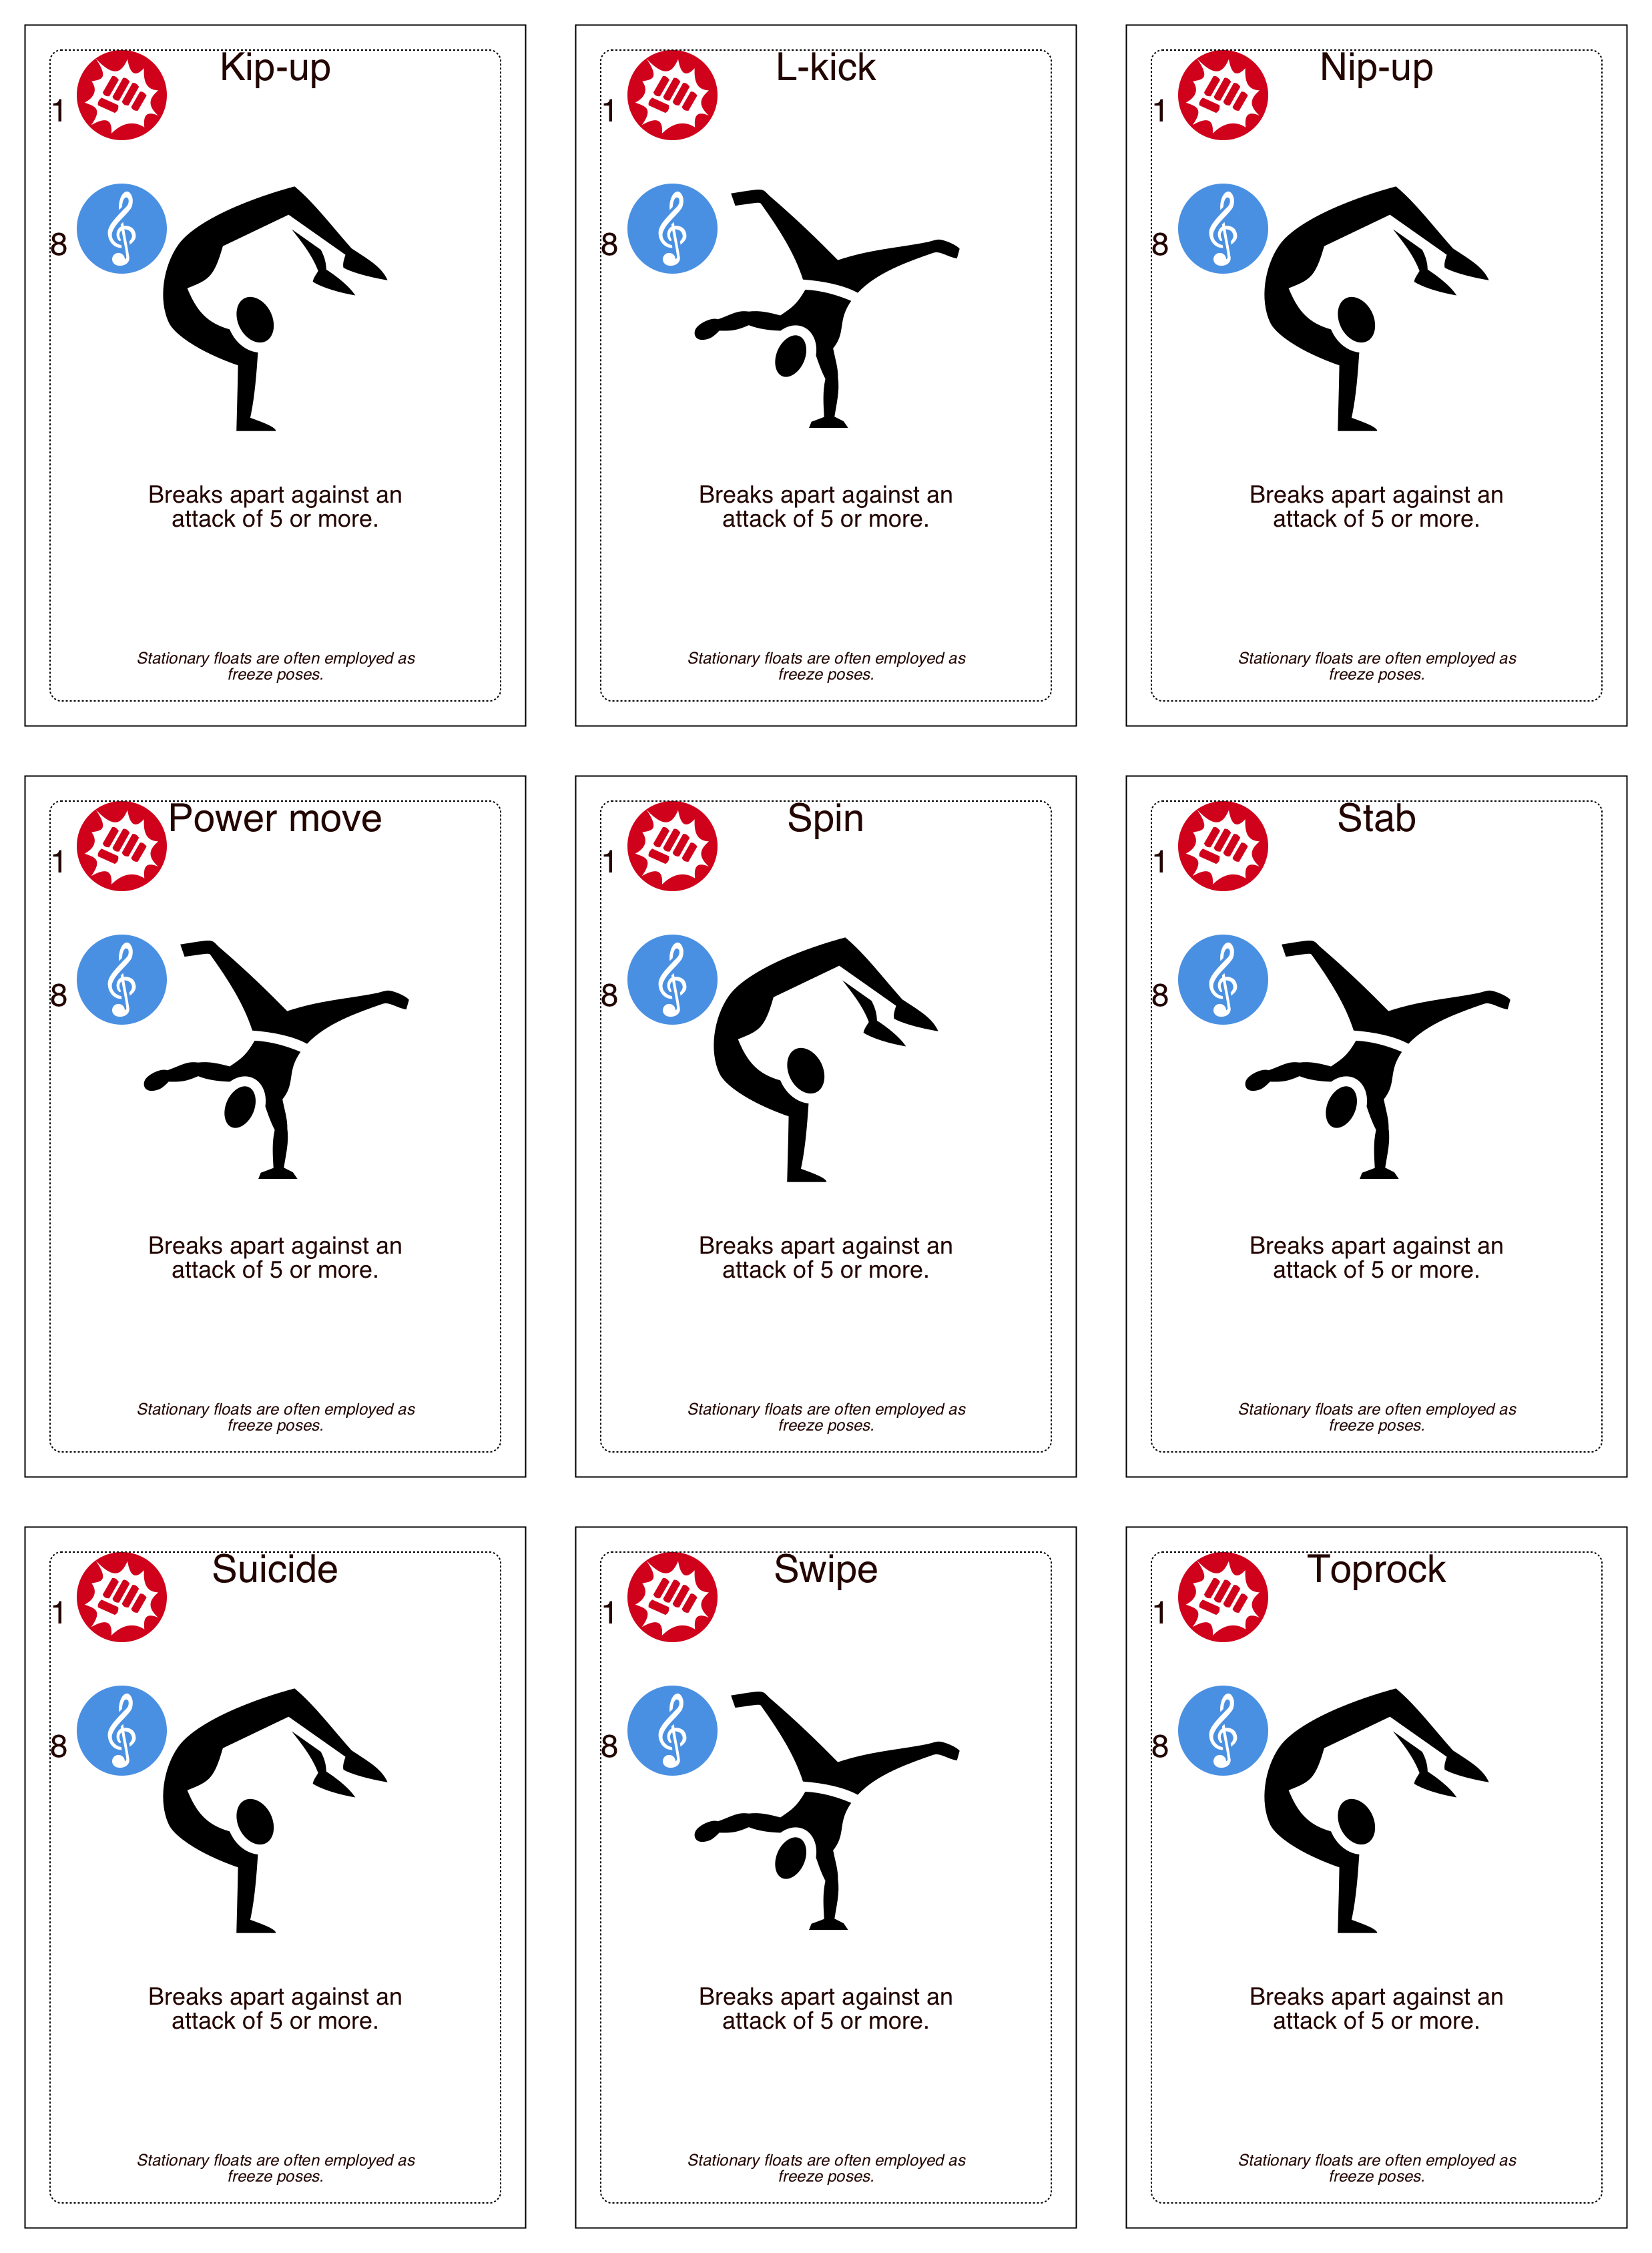 Kip-up
1
8
Breaks apart against an
attack of 5 or more.
Stationary floats are often employed as
freeze poses.
L-kick
1
8
Breaks apart against an
attack of 5 or more.
Stationary floats are often employed as
freeze poses.
Nip-up
1
8
Breaks apart against an
attack of 5 or more.
Stationary floats are often employed as
freeze poses.
Power move
1
8
Breaks apart against an
attack of 5 or more.
Stationary floats are often employed as
freeze poses.
Spin
1
8
Breaks apart against an
attack of 5 or more.
Stationary floats are often employed as
freeze poses.
Stab
1
8
Breaks apart against an
attack of 5 or more.
Stationary floats are often employed as
freeze poses.
Suicide
1
8
Breaks apart against an
attack of 5 or more.
Stationary floats are often employed as
freeze poses.
Swipe
1
8
Breaks apart against an
attack of 5 or more.
Stationary floats are often employed as
freeze poses.
Toprock
1
8
Breaks apart against an
attack of 5 or more.
Stationary floats are often employed as
freeze poses.